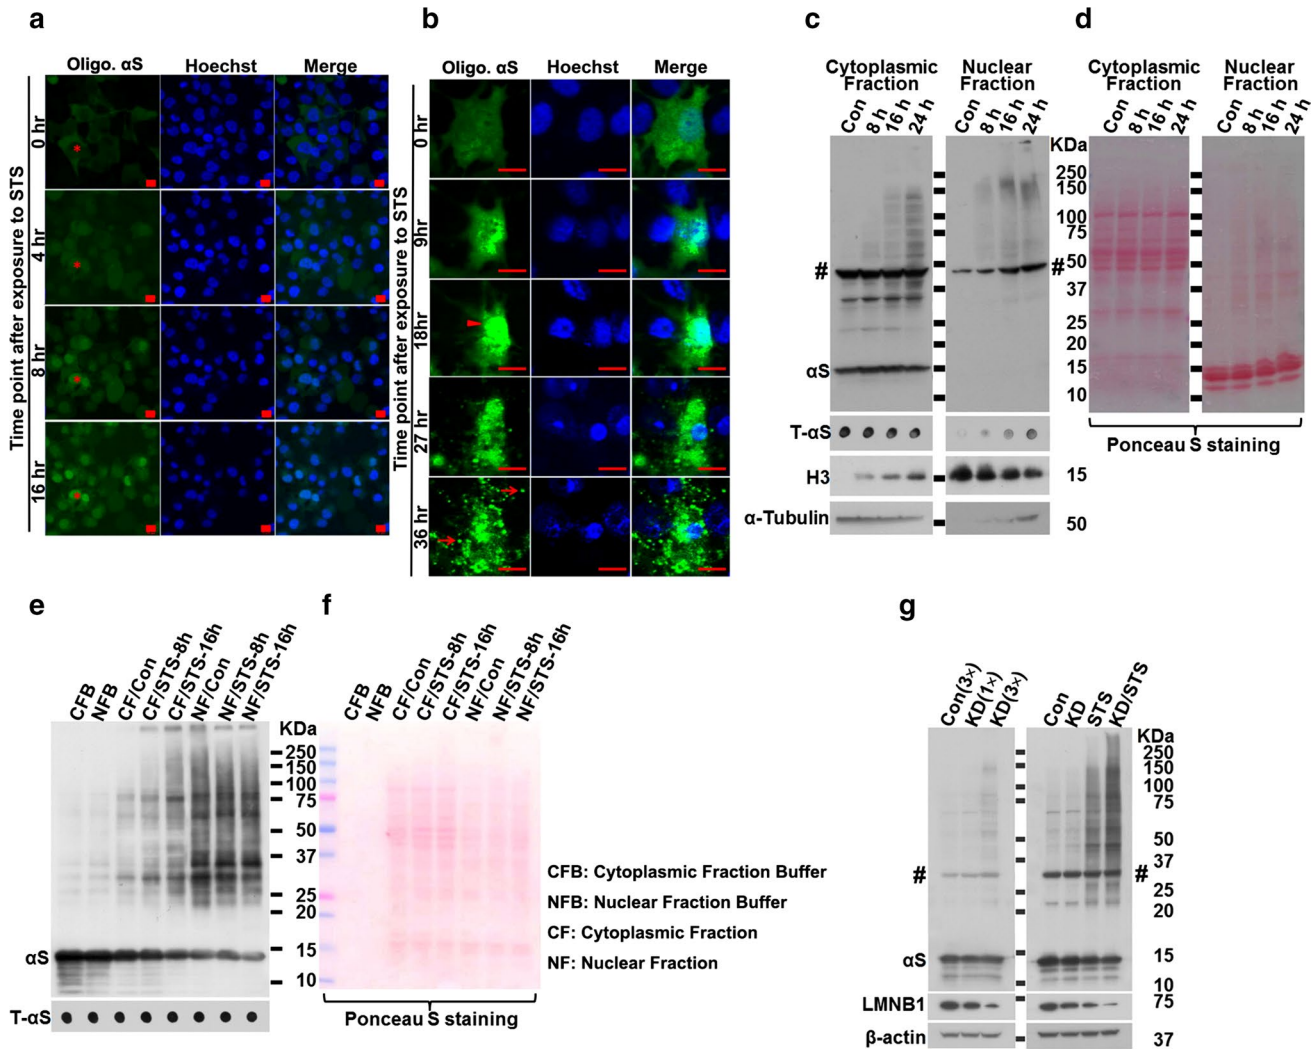 a
Oligo. αS Hoechst Merge
Time point after exposure to STS
0 hr
*
4 hr
*
8 hr
*
16 hr
*
b
Oligo. αS Hoechst Merge
Time point after exposure to STS
0 hr
9hr
18hr
27 hr
36 hr
c
Cytoplasmic Fraction
Nuclear Fraction
Con 8 h 16 h 24 h Con 8 h 16 h 24 h
#
αS
T-αS
H3
α-Tubulin
d
Cytoplasmic Fraction
Nuclear Fraction
Con 8 h 16 h 24 h Con 8 h 16 h 24 h
KDa
250
150
100
75
# 50
37
25
20
15
10
15
50
Ponceau S staining
e
CFB NFB CF/Con CF/STS-8h CF/STS-16h NF/Con NF/STS-8h NF/STS-16h
KDa
250
150
100
75
50
37
25
20
15
10
αS
T-αS
f
CFB NFB CF/Con CF/STS-8h CF/STS-16h NF/Con NF/STS-8h NF/STS-16h
Ponceau S staining
CFB: Cytoplasmic Fraction Buffer
NFB: Nuclear Fraction Buffer
CF: Cytoplasmic Fraction
NF: Nuclear Fraction
g
Con(3×) KD(1×) KD(3×) Con KD STS KD/STS
KDa
250
150
100
75
50
37
# #
25
20
αS 15
10
LMNB1 75
β-actin 37